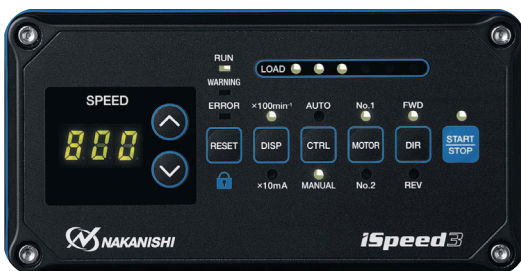 RUN
LOAD
WARNING
SPEED
ERROR
×100min⁻¹
AUTO
No.1
FWD
800
RESET
DISP
CTRL
MOTOR
DIR
START
STOP
×10mA
MANUAL
No.2
REV
NAKANISHI
iSpeed3